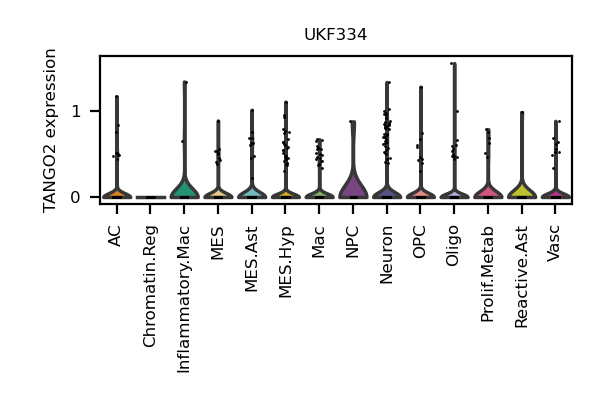 UKF334
TANGO2 expression
1
0
AC
Chromatin.Reg
Inflammatory.Mac
MES
MES.Ast
MES.Hyp
Mac
NPC
Neuron
OPC
Oligo
Prolif.Metab
Reactive.Ast
Vasc